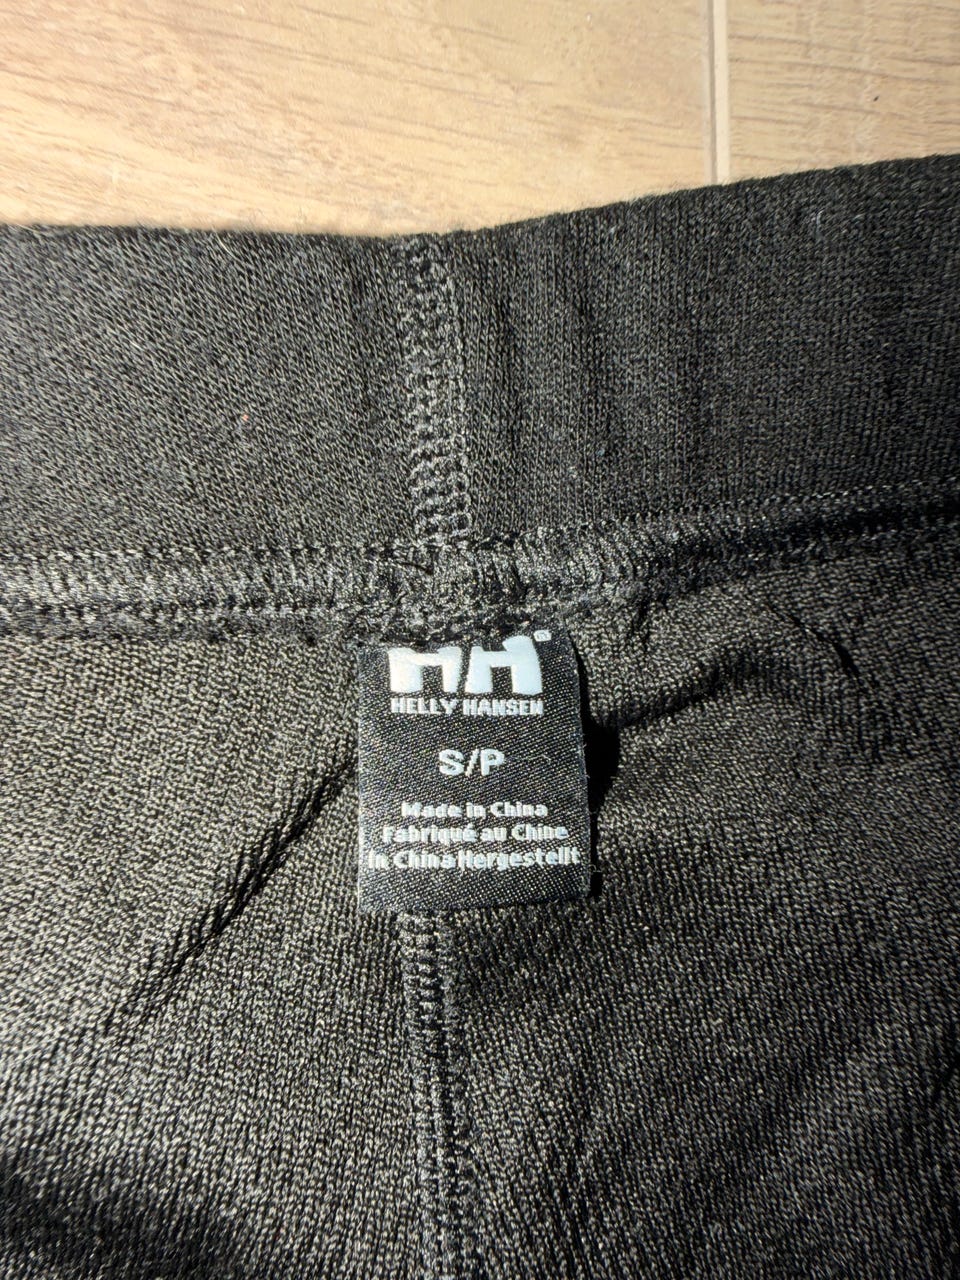 HH®
HELLY HANSEN
S/P
Made in China
Fabriqué au Chine
In China Hergestellt